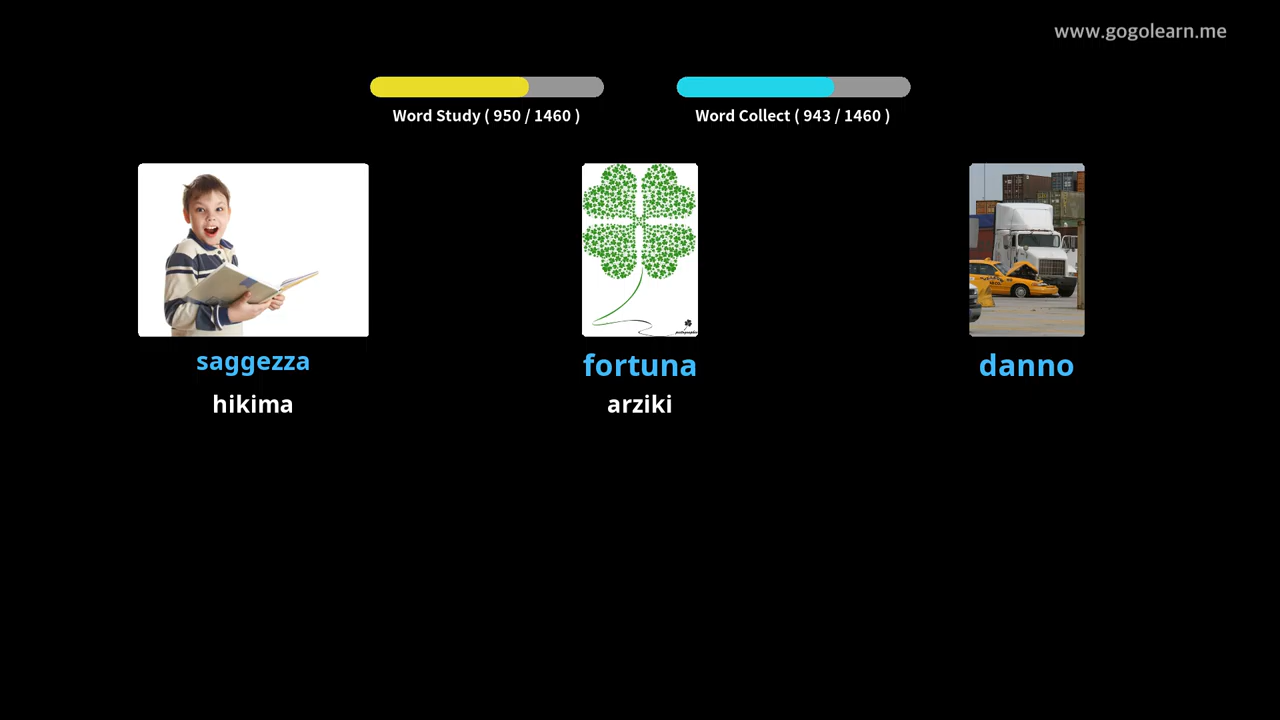 www.gogolearn.me
Word Study ( 950 / 1460 )
Word Collect ( 943 / 1460 )
saggezza
fortuna
danno
hikima
arziki